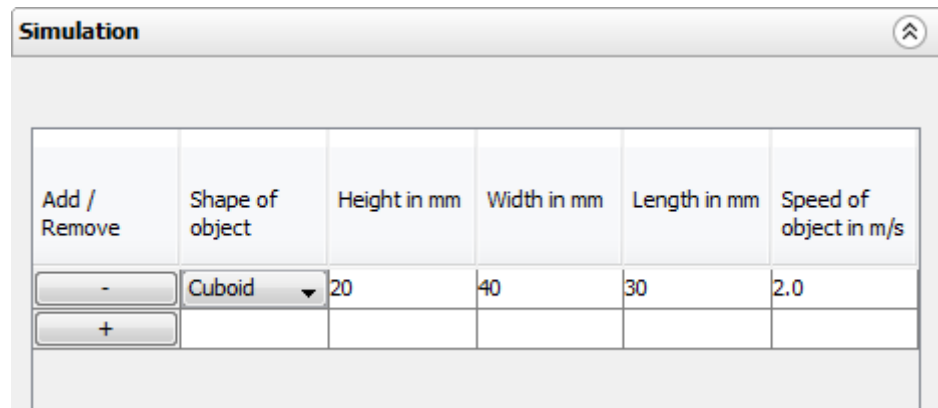 Simulation
Add / Remove Shape of object Height in mm Width in mm Length in mm Speed of object in m/s
- Cuboid 20 40 30 2.0
+